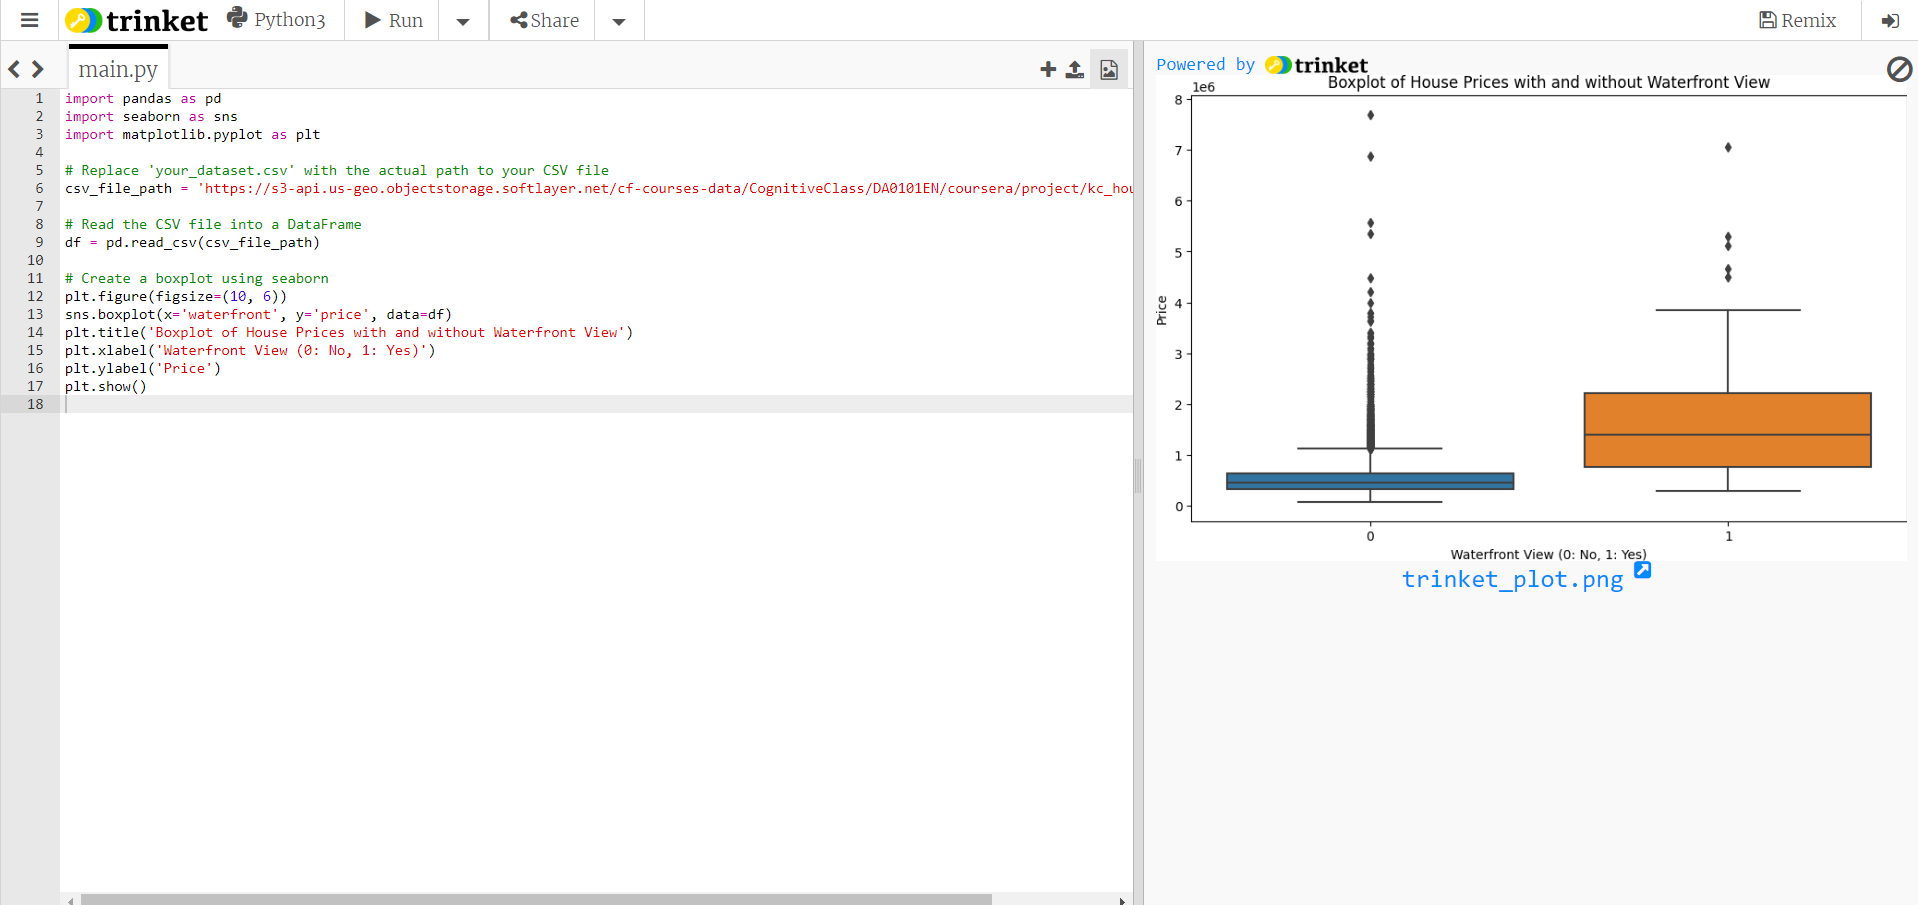 trinket Python3 Run Share Remix
main.py
1 import pandas as pd
2 import seaborn as sns
3 import matplotlib.pyplot as plt
4
5 # Replace 'your_dataset.csv' with the actual path to your CSV file
6 csv_file_path = 'https://s3-api.us-geo.objectstorage.softlayer.net/cf-courses-data/CognitiveClass/DA0101EN/coursera/project/kc_hou
7
8 # Read the CSV file into a DataFrame
9 df = pd.read_csv(csv_file_path)
10
11 # Create a boxplot using seaborn
12 plt.figure(figsize=(10, 6))
13 sns.boxplot(x='waterfront', y='price', data=df)
14 plt.title('Boxplot of House Prices with and without Waterfront View')
15 plt.xlabel('Waterfront View (0: No, 1: Yes)')
16 plt.ylabel('Price')
17 plt.show()
18
Powered by trinket
Boxplot of House Prices with and without Waterfront View
1e6
8
7
6
5
4
3
2
1
0
Price
0 1
Waterfront View (0: No, 1: Yes)
trinket_plot.png